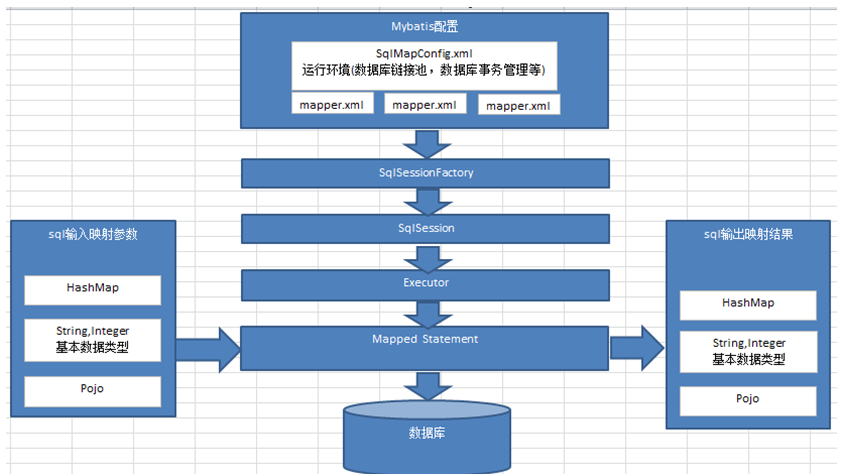 Mybatis配置
SqlMapConfig.xml
运行环境(数据库链接池，数据库事务管理等)
mapper.xml
mapper.xml
mapper.xml
SqlSessionFactory
SqlSession
Executor
Mapped Statement
数据库
sql输入映射参数
HashMap
String,Integer
基本数据类型
Pojo
sql输出映射结果
HashMap
String,Integer
基本数据类型
Pojo